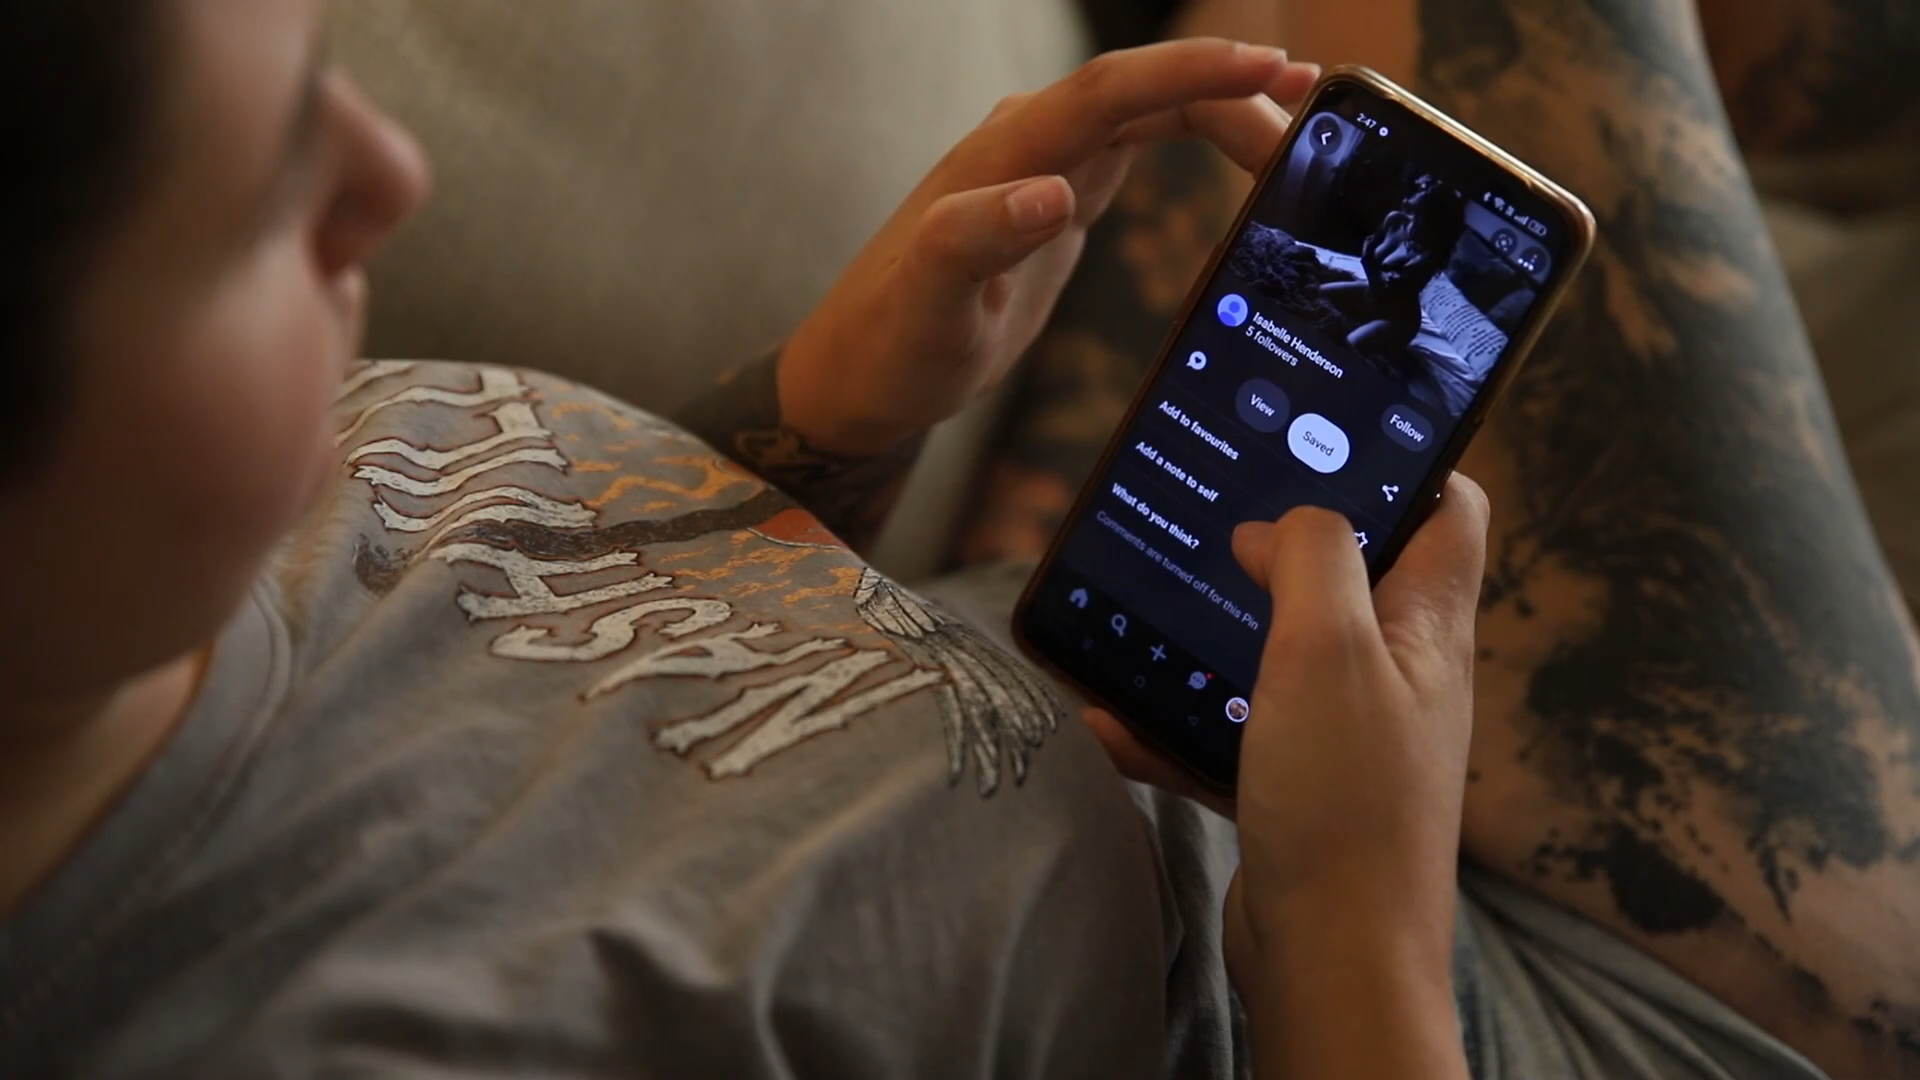 2:47
Isabelle Henderson
5 followers
Follow
View
Saved
Add to favourites
Add a note to self
What do you think?
Comments are turned off for this Pin
NASH